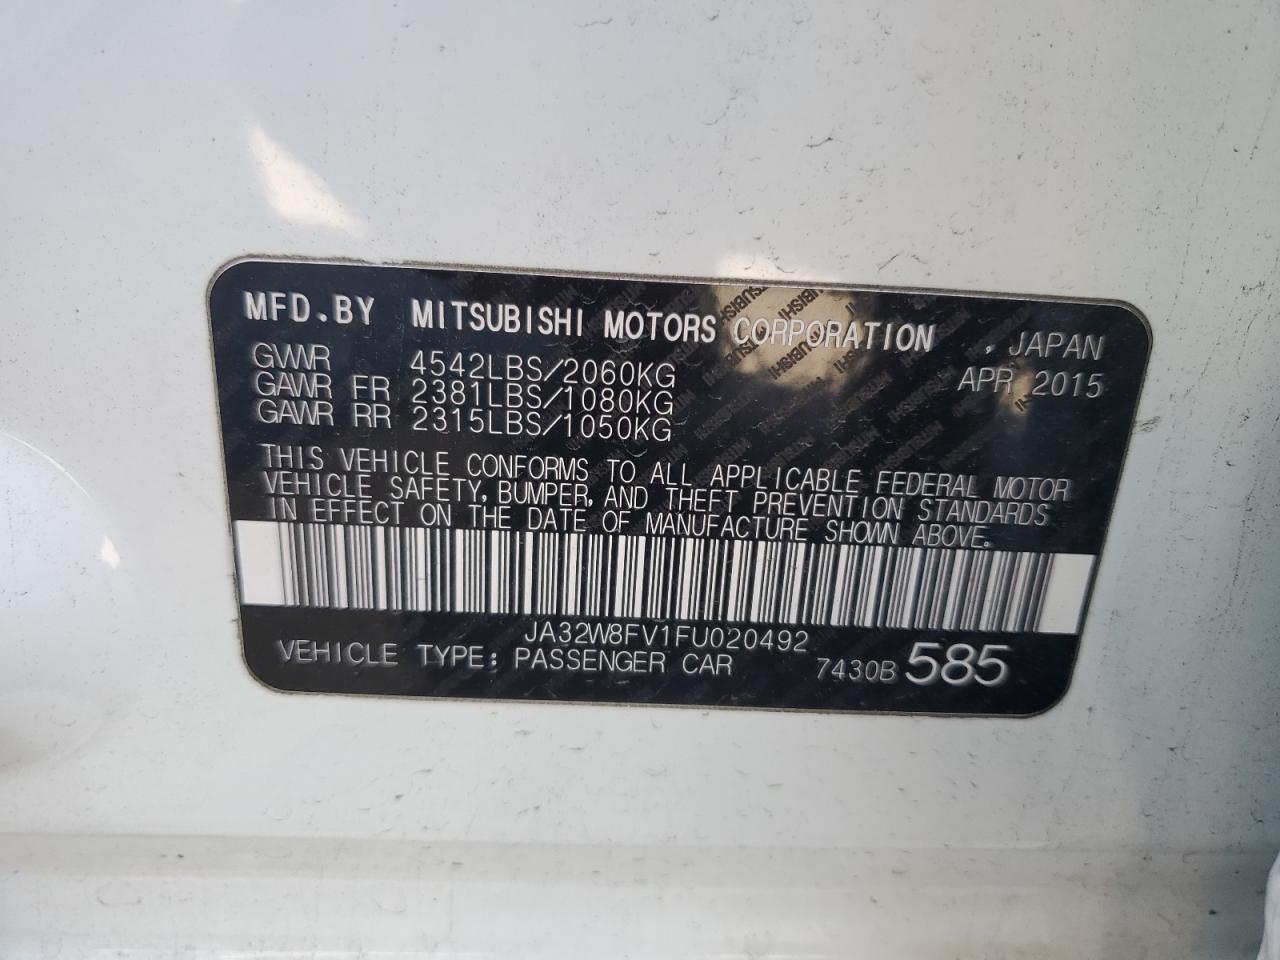 MFD.BY MITSUBISHI MOTORS CORPORATION , JAPAN
GVWR 4542LBS/2060KG APR 2015
GAWR FR 2381LBS/1080KG
GAWR RR 2315LBS/1050KG
THIS VEHICLE CONFORMS TO ALL APPLICABLE FEDERAL MOTOR
VEHICLE SAFETY, BUMPER, AND THEFT PREVENTION STANDARDS
IN EFFECT ON THE DATE OF MANUFACTURE SHOWN ABOVE.
JA32W8FV1FU020492
VEHICLE TYPE: PASSENGER CAR 7430B 585